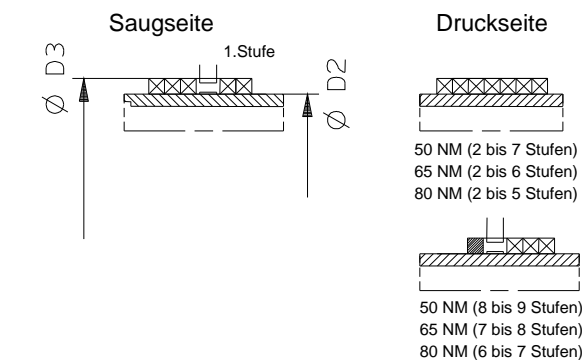 Saugseite
Druckseite
1.Stufe
Ø D3
Ø D2
50 NM (2 bis 7 Stufen)
65 NM (2 bis 6 Stufen)
80 NM (2 bis 5 Stufen)
50 NM (8 bis 9 Stufen)
65 NM (7 bis 8 Stufen)
80 NM (6 bis 7 Stufen)